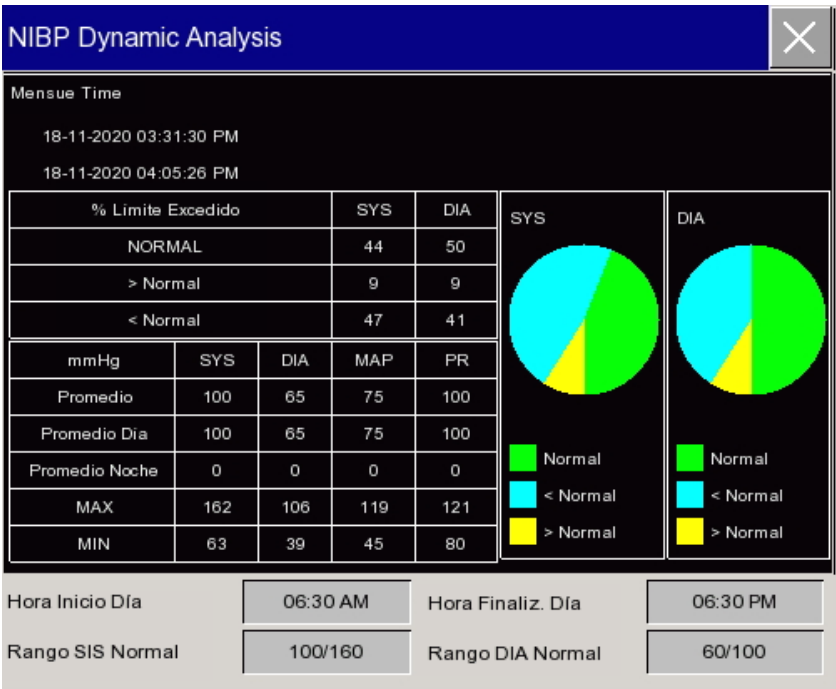 NIBP Dynamic Analysis
Mensue Time
18-11-2020 03:31:30 PM
18-11-2020 04:05:26 PM
% Límite Excedido SYS DIA
NORMAL 44 50
> Normal 9 9
< Normal 47 41
mmHg SYS DIA MAP PR
Promedio 100 65 75 100
Promedio Dia 100 65 75 100
Promedio Noche 0 0 0 0
MAX 162 106 119 121
MIN 63 39 45 80
SYS
Normal
< Normal
> Normal
DIA
Normal
< Normal
> Normal
Hora Inicio Día 06:30 AM Hora Finaliz. Día 06:30 PM
Rango SIS Normal 100/160 Rango DIA Normal 60/100